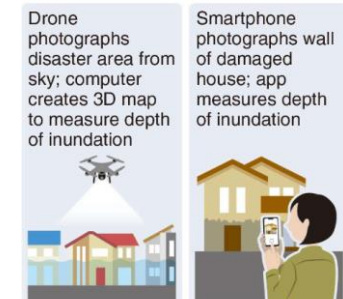 Drone
photographs
disaster area from
sky; computer
creates 3D map
to measure depth
of inundation
Smartphone
photographs wall
of damaged
house; app
measures depth
of inundation